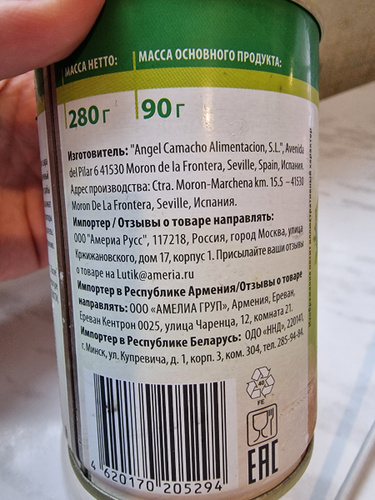 МАССА НЕТТО: МАССА ОСНОВНОГО ПРОДУКТА:
280 г 90 г
Изготовитель: "Angel Camacho Alimentacion, S.L.", Avenida
del Pilar 6 41530 Moron de la Frontera, Seville, Spain, Испания.
Адрес производства: Ctra. Moron-Marchena km. 15.5 – 41530
Moron De La Frontera, Seville, Испания.
Импортер / Отзывы о товаре направлять:
ООО "Америа Русс", 117218, Россия, город Москва, улица
Кржижановского, дом 17, корпус 1. Присылайте ваши отзывы
о товаре на Lutik@ameria.ru
Импортер в Республике Армения/Отзывы о товаре
направлять: ООО «АМЕЛИА ГРУП», Армения, Ереван,
Ереван Кентрон 0025, улица Чаренца, 12, комната 21.
Импортер в Республике Беларусь: ОДО «ННД», 220141,
г. Минск, ул. Купревича, д. 1, корп. 3, ком. 304, тел. 285-94-84.
40
FE
EAC
4 620170 205294